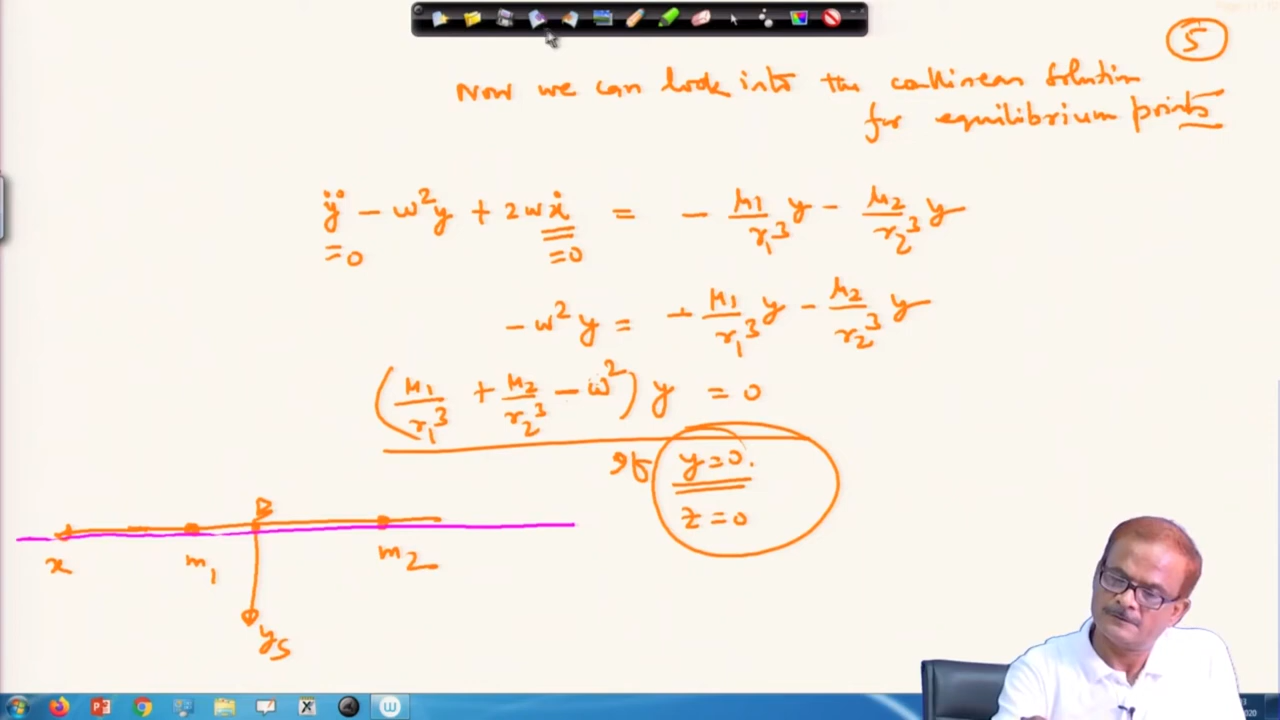 5
Now we can look into the collinear solution
for equilibrium points
ÿ − ω²y + 2ωẋ = − μ₁/r₁³ y − μ₂/r₂³ y
=0 =0
− ω²y = − μ₁/r₁³ y − μ₂/r₂³ y
(μ₁/r₁³ + μ₂/r₂³ − ω²) y = 0
If y=0.
z=0
B
x m₁ m₂
yₛ